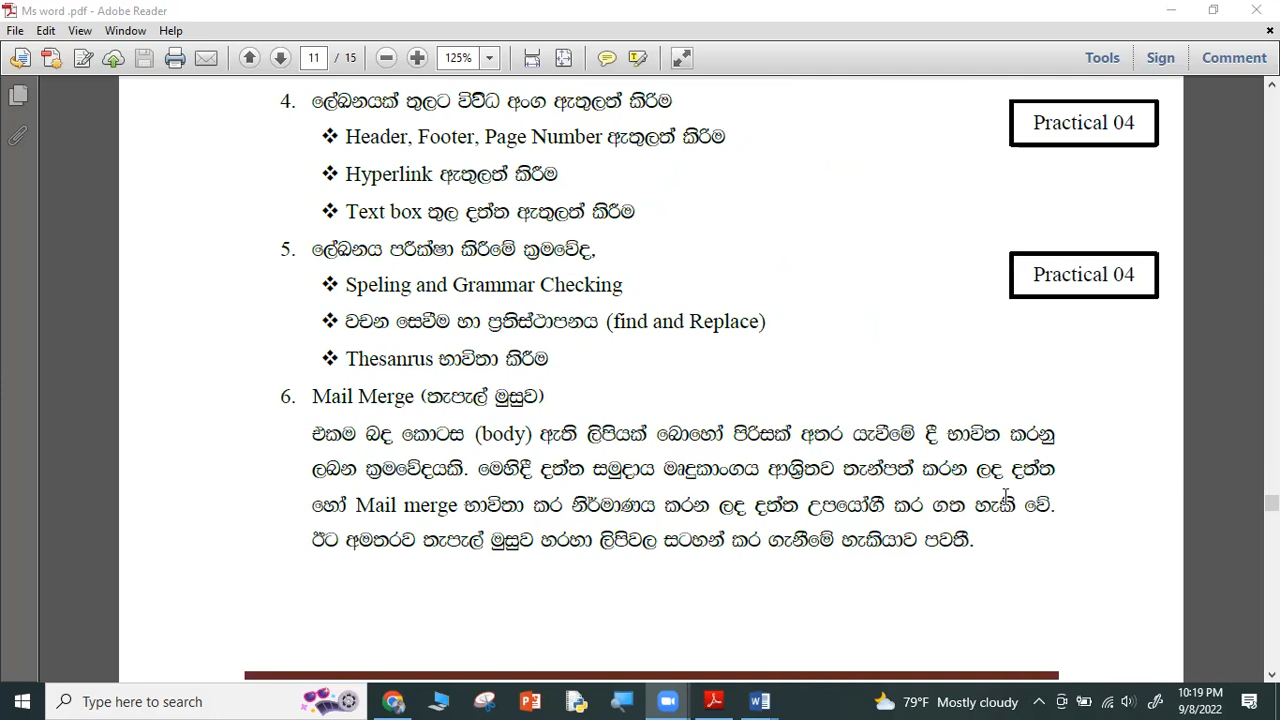 Ms word .pdf - Adobe Reader
File Edit View Window Help
11 / 15 125% Tools Sign Comment
4. ලේඛනයක් තුලට විවිධ අංග ඇතුලත් කිරිම
Practical 04
❖ Header, Footer, Page Number ඇතුලත් කිරිම
❖ Hyperlink ඇතුලත් කිරීම
❖ Text box තුල දත්ත ඇතුලත් කිරීම
5. ලේඛනය පරීක්ෂා කිරීමේ ක්‍රමවේද,
Practical 04
❖ Speling and Grammar Checking
❖ වචන සෙවීම හා ප්‍රතිස්ථාපනය (find and Replace)
❖ Thesanrus භාවිතා කිරීම
6. Mail Merge (තැපැල් මුසුව)
එකම බද කොටස (body) ඇති ලිපියක් බොහෝ පිරිසක් අතර යැවීමේ දී භාවිත කරනු
ලබන ක්‍රමවේදයකි. මෙහිදී දත්ත සමුදාය මෘදුකාංගය ආශ්‍රිතව තැන්පත් කරන ලද දත්ත
හෝ Mail merge භාවිතා කර නිර්මාණය කරන ලද දත්ත උපයෝගී කර ගත හැකි වේ.
ඊට අමතරව තැපැල් මුසුව හරහා ලිපිවල සටහන් කර ගැනීමේ හැකියාව පවතී.
Type here to search
79°F Mostly cloudy
10:19 PM
9/8/2022